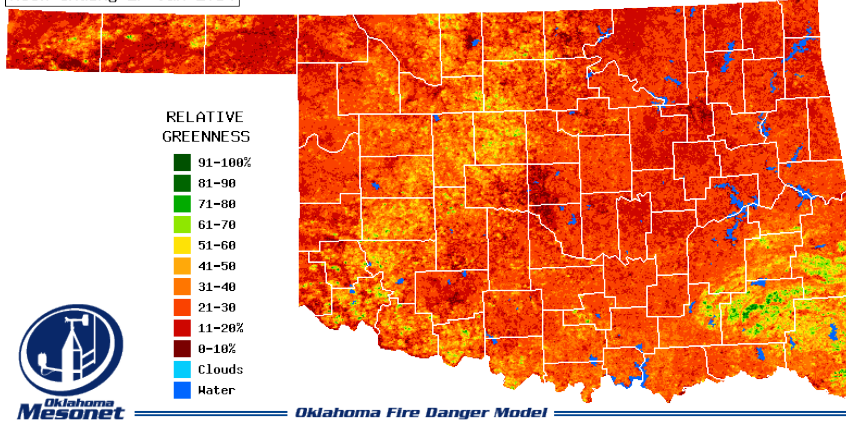 RELATIVE
GREENNESS
91-100%
81-90
71-80
61-70
51-60
41-50
31-40
21-30
11-20%
0-10%
Clouds
Water
Oklahoma
Mesonet
Oklahoma Fire Danger Model